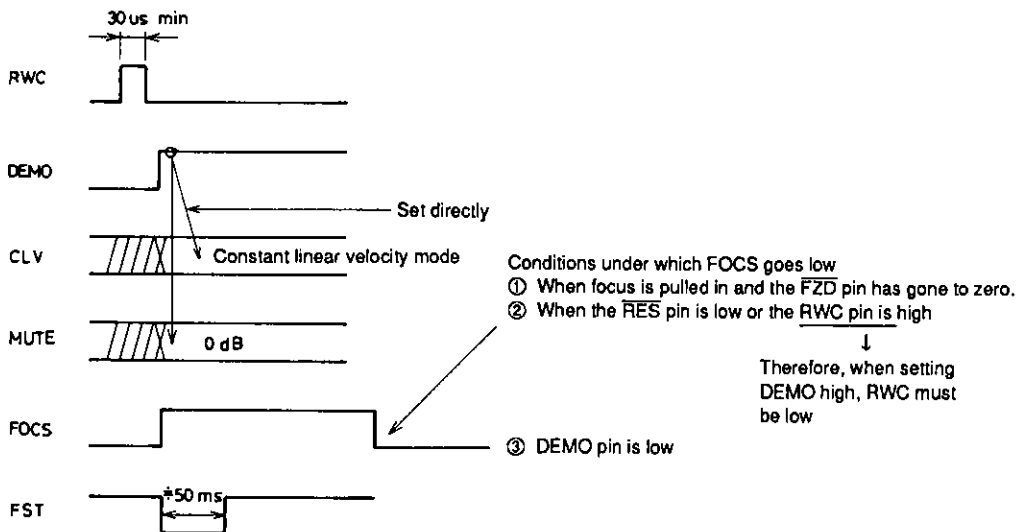 30 us min
RWC
DEMO
Set directly
CLV
Constant linear velocity mode
Conditions under which FOCS goes low
① When focus is pulled in and the F̅Z̅D̅ pin has gone to zero.
② When the R̅E̅S̅ pin is low or the RWC pin is high
↓
Therefore, when setting
DEMO high, RWC must
be low
MUTE
0 dB
FOCS
③ DEMO pin is low
≑50 ms
FST